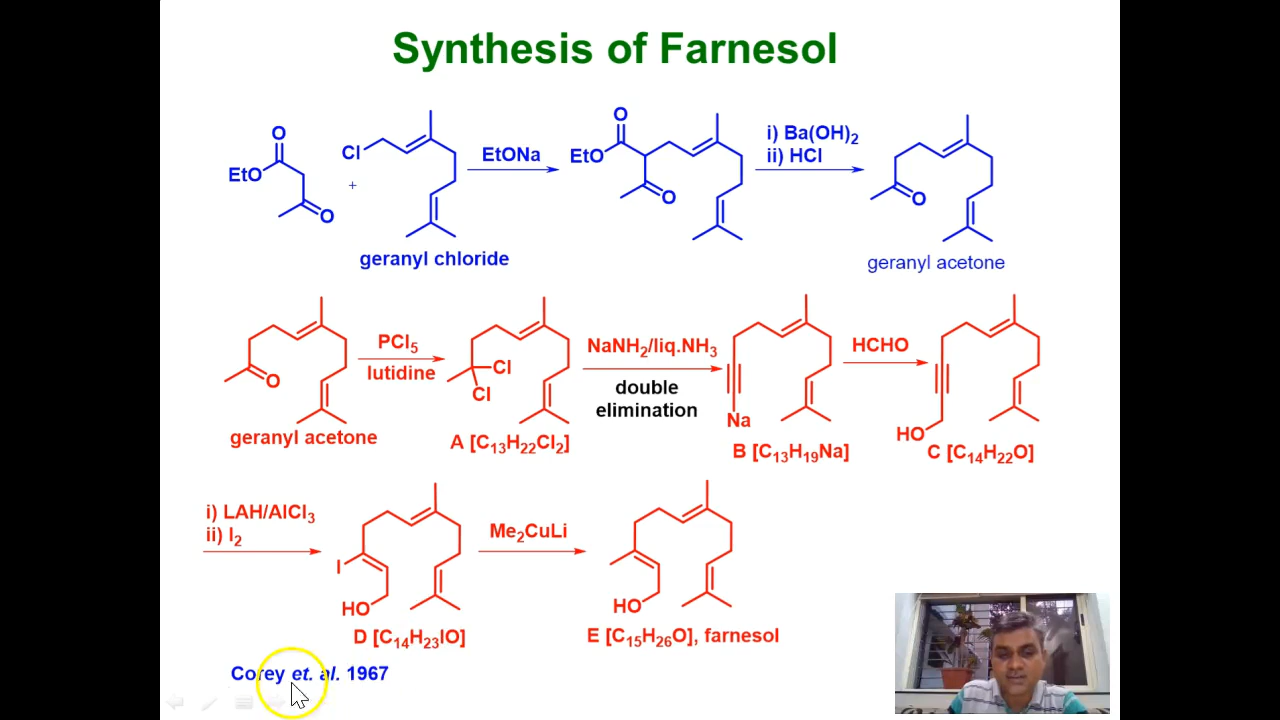 Synthesis of Farnesol
O
EtO
O
+
Cl
geranyl chloride
EtONa
O
EtO
O
i) Ba(OH)₂
ii) HCl
O
geranyl acetone
O
geranyl acetone
PCl₅
lutidine
Cl
Cl
A [C₁₃H₂₂Cl₂]
NaNH₂/liq.NH₃
double
elimination
Na
B [C₁₃H₁₉Na]
HCHO
HO
C [C₁₄H₂₂O]
i) LAH/AlCl₃
ii) I₂
I
HO
D [C₁₄H₂₃IO]
Me₂CuLi
HO
E [C₁₅H₂₆O], farnesol
Corey et. al. 1967